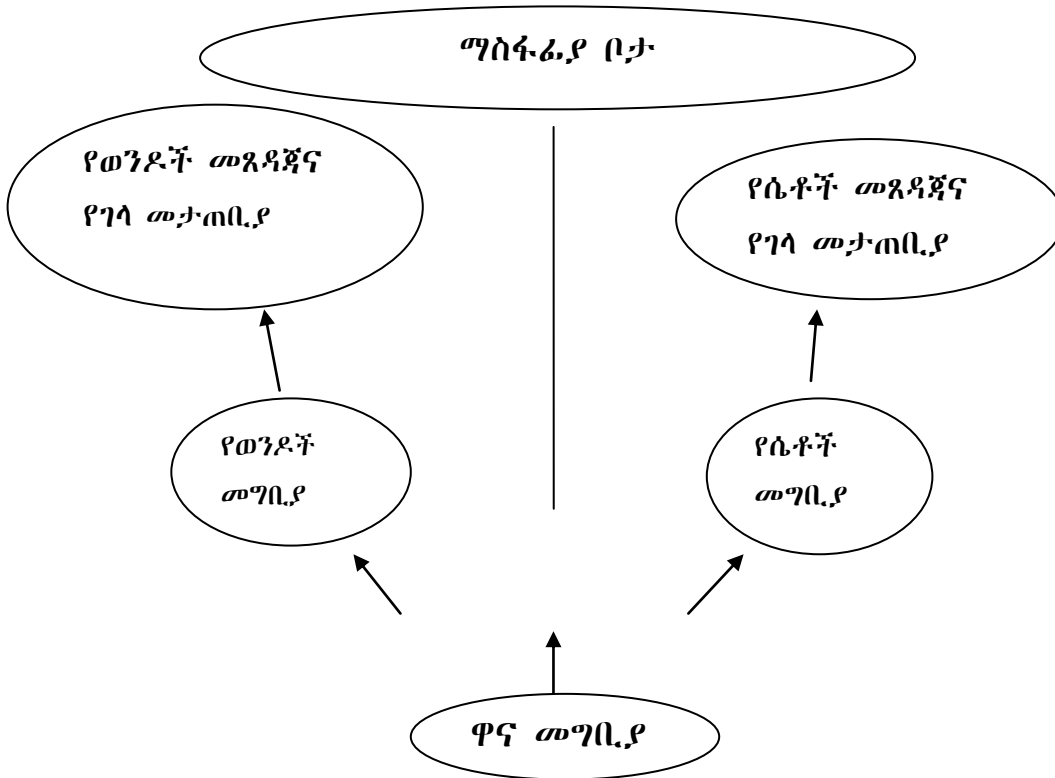 ማስፋፊያ ቦታ
የወንዶች መጸዳጃና
የገላ መታጠቢያ
የሴቶች መጸዳጃና
የገላ መታጠቢያ
የወንዶች
መግቢያ
የሴቶች
መግቢያ
ዋና መግቢያ